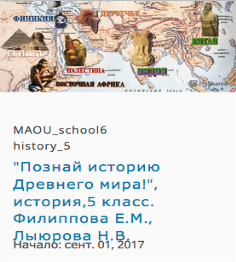 ФИНИКИЯ
ДВУРЕЧЬЕ
КИТАЙ
ЕГИПЕТ
ПАЛЕСТИНА
ИНДИЯ
ВОСТОЧНАЯ АФРИКА
MAOU_school6
history_5
"Познай историю
Древнего мира!",
история,5 класс.
Филиппова Е.М.,
Лыюрова Н.В.
Начало: сент. 01, 2017